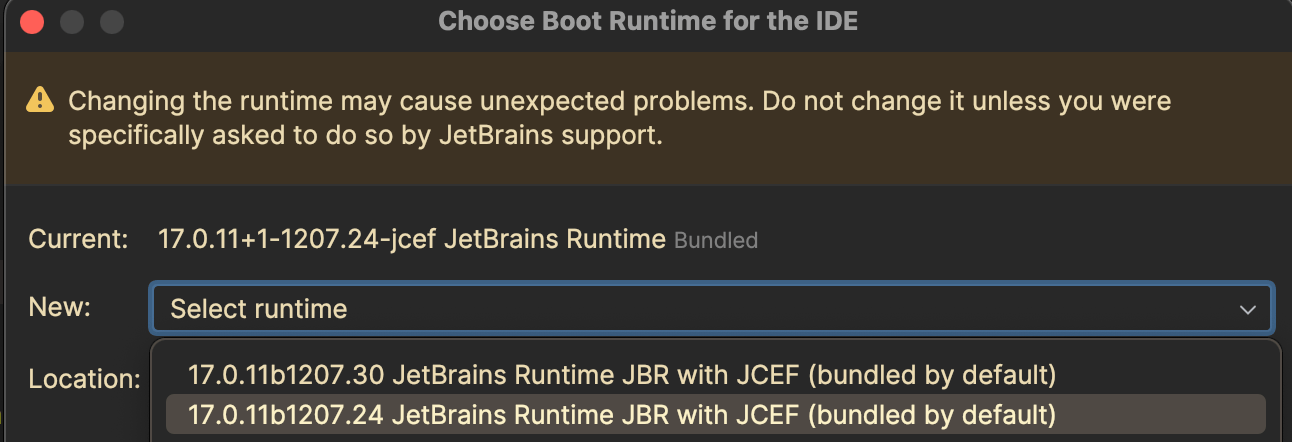 Choose Boot Runtime for the IDE
Changing the runtime may cause unexpected problems. Do not change it unless you were
specifically asked to do so by JetBrains support.
Current: 17.0.11+1-1207.24-jcef JetBrains Runtime Bundled
New: Select runtime
Location:
17.0.11b1207.30 JetBrains Runtime JBR with JCEF (bundled by default)
17.0.11b1207.24 JetBrains Runtime JBR with JCEF (bundled by default)